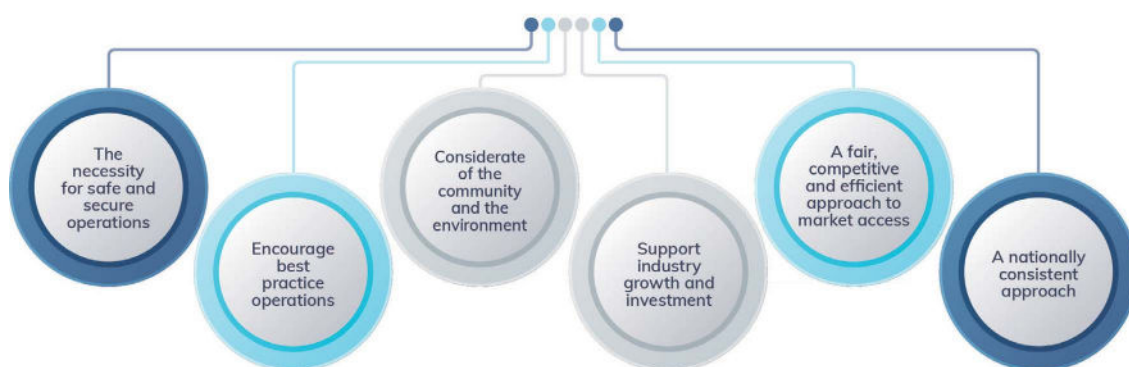 The
necessity
for safe and
secure
operations
Encourage
best
practice
operations
Considerate
of the
community
and the
environment
Support
industry
growth and
investment
A fair,
competitive
and efficient
approach to
market access
A nationally
consistent
approach